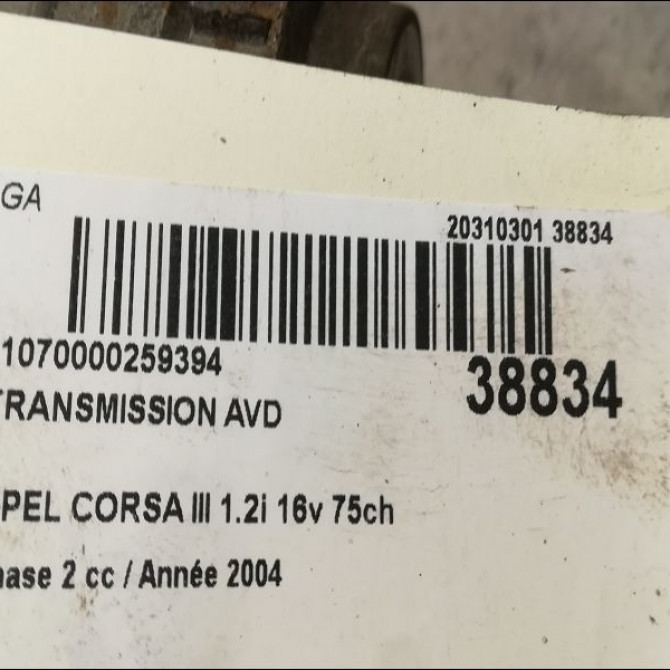 GA
20310301 38834
1070000259394
38834
TRANSMISSION AVD
PEL CORSA III 1.2i 16v 75ch
hase 2 cc / Année 2004